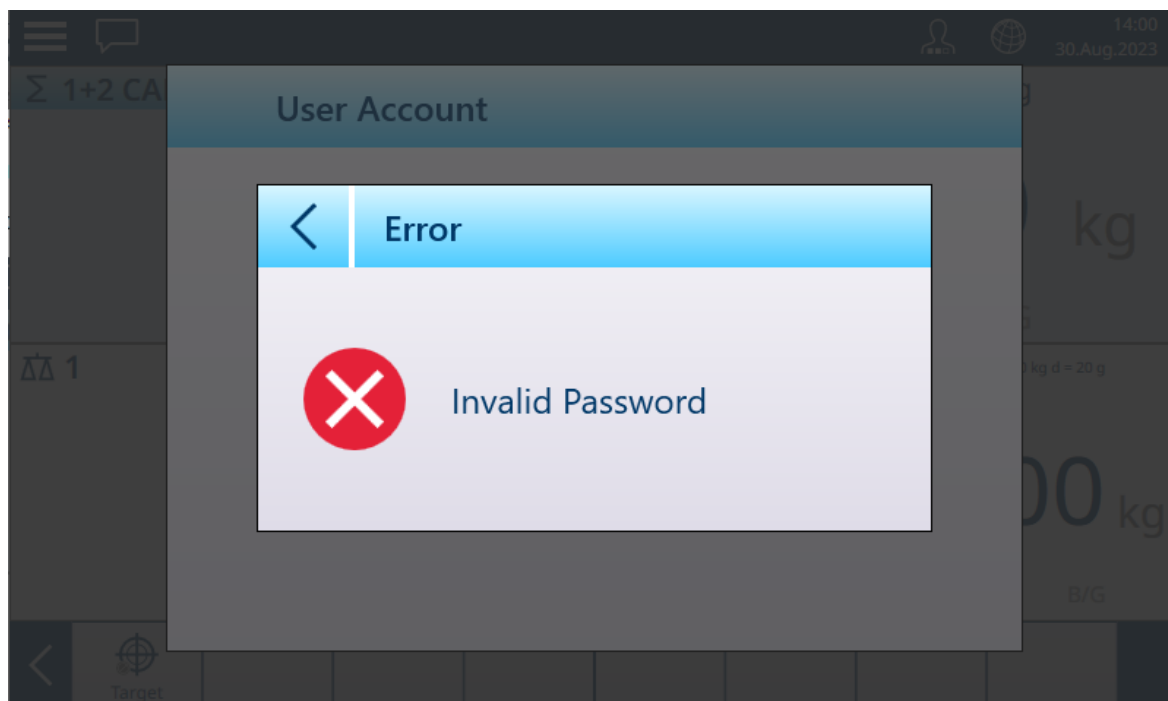 14:00
30.Aug.2023
Σ 1+2 CA
User Account
Error
kg
Invalid Password
1
kg d = 20 g
00 kg
B/G
Target